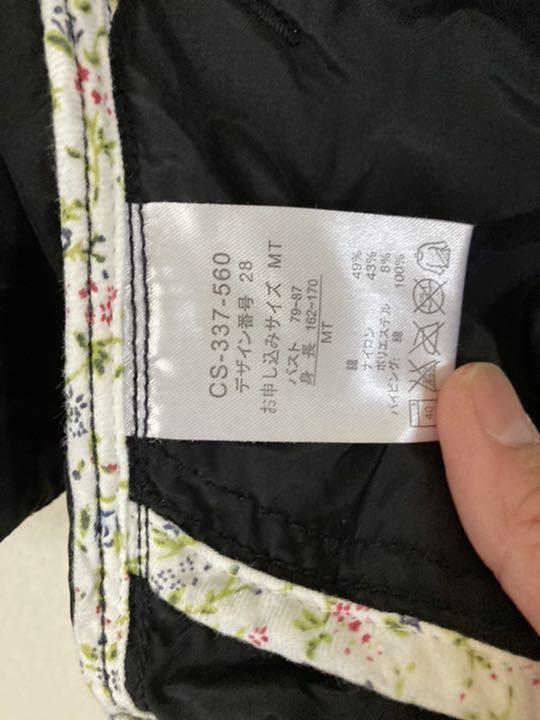 CS-337-560
デザイン番号 28
お申し込みサイズ MT
バスト 79~87
身長 162~170
MT
綿 49%
ナイロン 43%
ポリエステル 8%
パイピング: 綿 100%
40